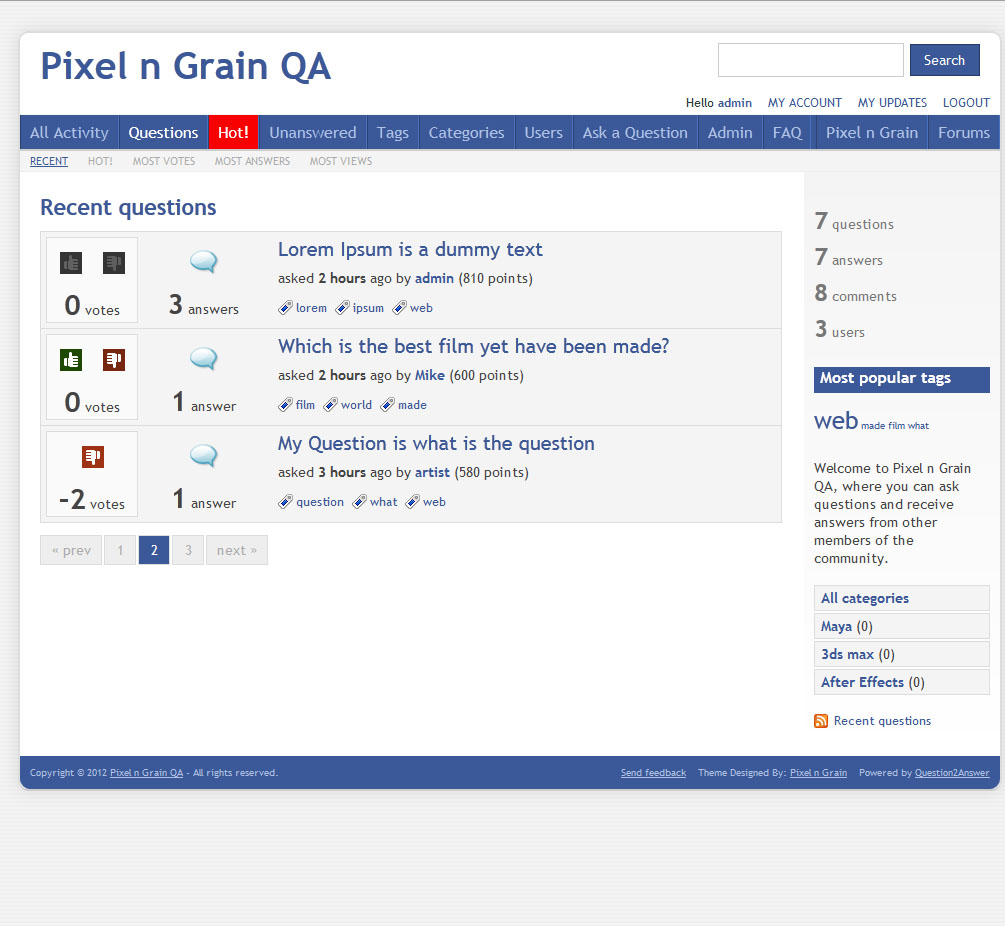 Pixel n Grain QA
Search
Hello admin MY ACCOUNT MY UPDATES LOGOUT
All Activity Questions Hot! Unanswered Tags Categories Users Ask a Question Admin FAQ Pixel n Grain Forums
RECENT HOT! MOST VOTES MOST ANSWERS MOST VIEWS
Recent questions
Lorem Ipsum is a dummy text
asked 2 hours ago by admin (810 points)
0 votes 3 answers lorem ipsum web
Which is the best film yet have been made?
asked 2 hours ago by Mike (600 points)
0 votes 1 answer film world made
My Question is what is the question
asked 3 hours ago by artist (580 points)
-2 votes 1 answer question what web
« prev 1 2 3 next »
7 questions
7 answers
8 comments
3 users
Most popular tags
web made film what
Welcome to Pixel n Grain
QA, where you can ask
questions and receive
answers from other
members of the
community.
All categories
Maya (0)
3ds max (0)
After Effects (0)
Recent questions
Copyright © 2012 Pixel n Grain QA - All rights reserved. Send feedback Theme Designed By: Pixel n Grain Powered by Question2Answer